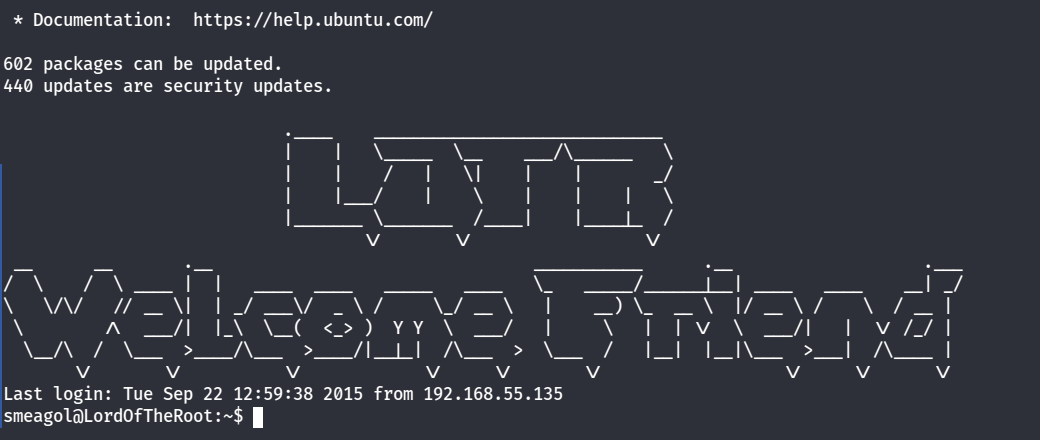 * Documentation:  https://help.ubuntu.com/
602 packages can be updated.
440 updates are security updates.
LOTR
Welcome Friend
Last login: Tue Sep 22 12:59:38 2015 from 192.168.55.135
smeagol@LordOfTheRoot:~$